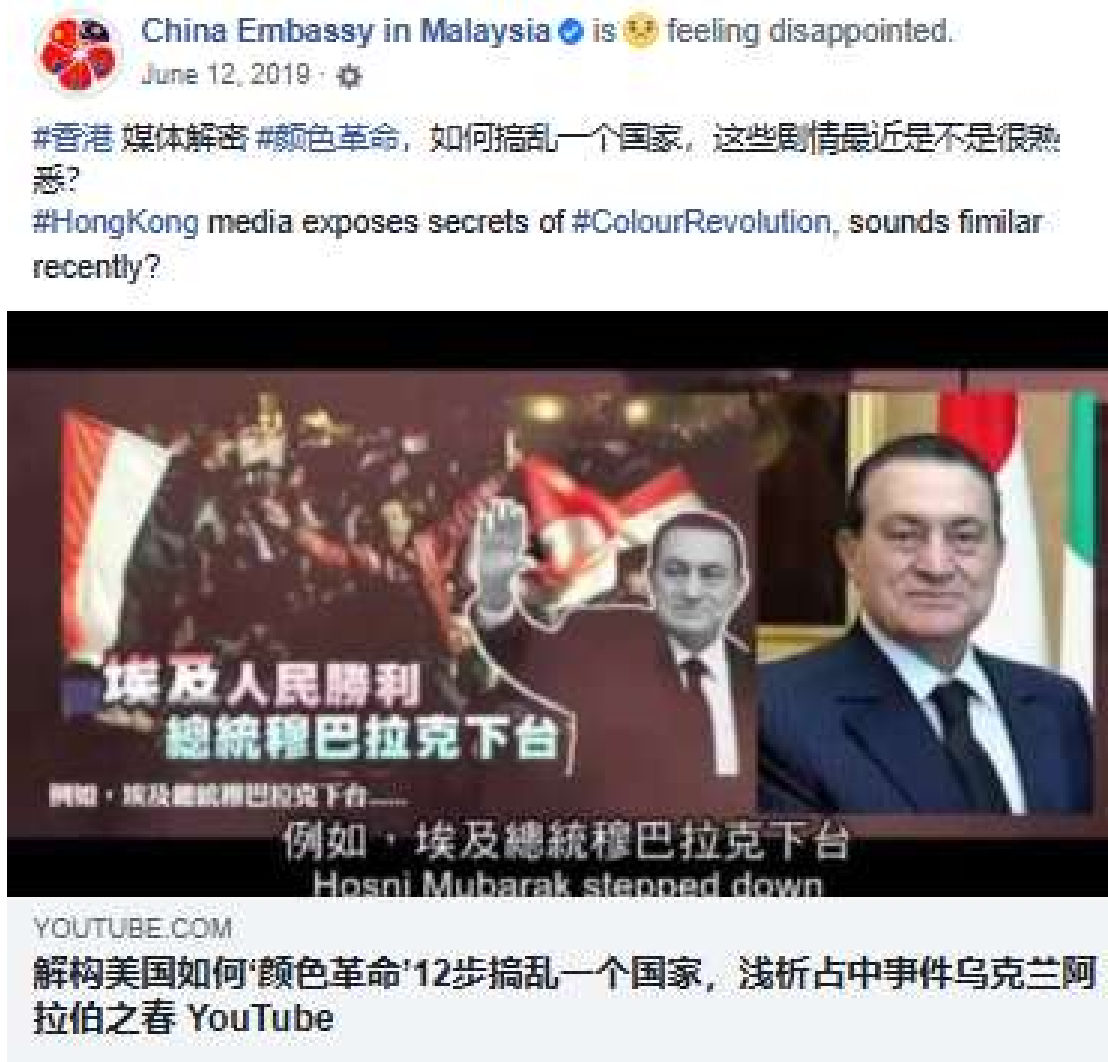 China Embassy in Malaysia is feeling disappointed.
June 12, 2019 ·
#香港 媒体解密 #颜色革命，如何搞乱一个国家，这些剧情最近是不是很熟
悉?
#HongKong media exposes secrets of #ColourRevolution, sounds fimilar
recently?
埃及人民勝利
總統穆巴拉克下台
例如，埃及總統穆巴拉克下台......
例如，埃及總統穆巴拉克下台
Hosni Mubarak stepped down
YOUTUBE.COM
解构美国如何‘颜色革命’12步搞乱一个国家，浅析占中事件乌克兰阿
拉伯之春 YouTube